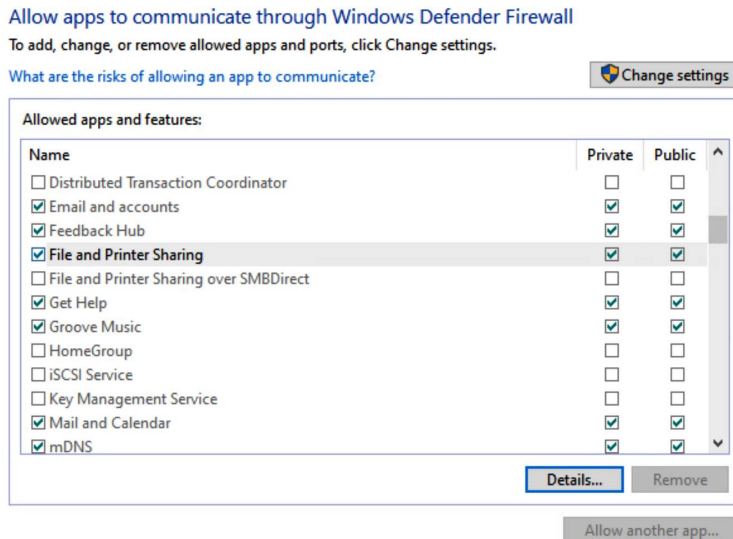 Allow apps to communicate through Windows Defender Firewall
To add, change, or remove allowed apps and ports, click Change settings.
What are the risks of allowing an app to communicate?
Change settings
Allowed apps and features:
Name Private Public
Distributed Transaction Coordinator
Email and accounts
Feedback Hub
File and Printer Sharing
File and Printer Sharing over SMBDirect
Get Help
Groove Music
HomeGroup
iSCSI Service
Key Management Service
Mail and Calendar
mDNS
Details... Remove
Allow another app...